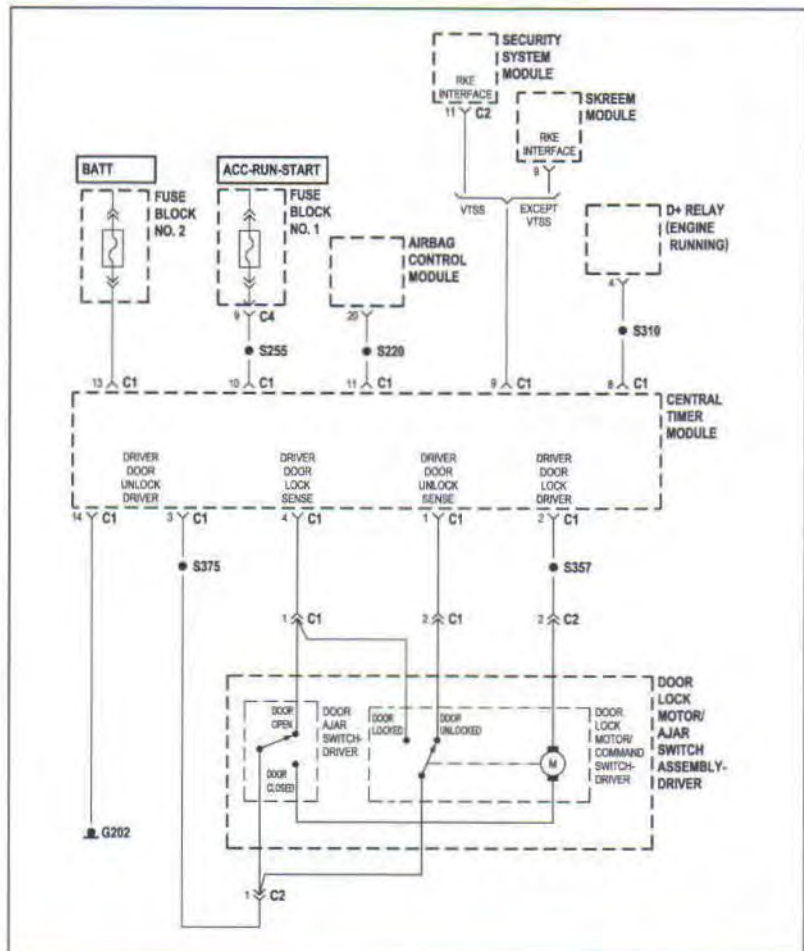 SECURITY
SYSTEM
MODULE
RKE
INTERFACE
11 C2
SKREEM
MODULE
RKE
INTERFACE
9
BATT
ACC-RUN-START
FUSE
BLOCK
NO. 2
FUSE
BLOCK
NO. 1
AIRBAG
CONTROL
MODULE
VTSS
EXCEPT
VTSS
D+ RELAY
(ENGINE
RUNNING)
9 C4
20
4
S255
S220
S310
13 C1
10 C1
11 C1
9 C1
8 C1
CENTRAL
TIMER
MODULE
DRIVER
DOOR
UNLOCK
DRIVER
DRIVER
DOOR
LOCK
SENSE
DRIVER
DOOR
UNLOCK
SENSE
DRIVER
DOOR
LOCK
DRIVER
14 C1
3 C1
4 C1
1 C1
2 C1
S375
S357
1 C1
2 C1
2 C2
DOOR
OPEN
DOOR
CLOSED
DOOR
AJAR
SWITCH-
DRIVER
DOOR
LOCKED
DOOR
UNLOCKED
M
DOOR
LOCK
MOTOR/
COMMAND
SWITCH-
DRIVER
DOOR
LOCK
MOTOR/
AJAR
SWITCH
ASSEMBLY-
DRIVER
G202
1 C2